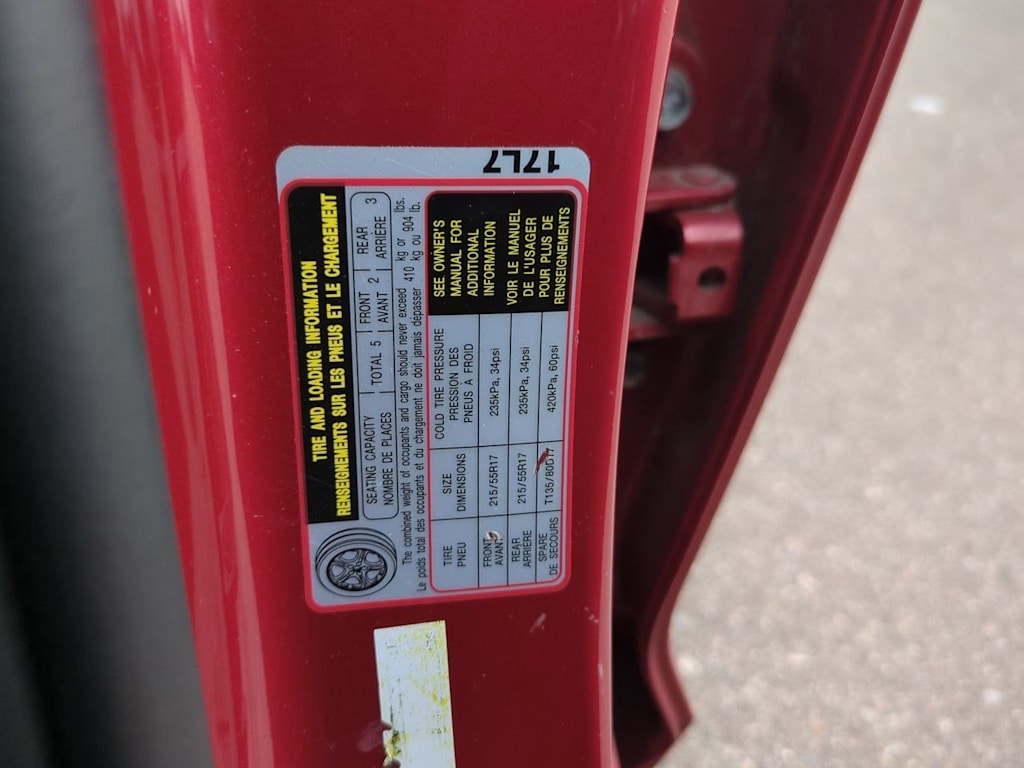 17L7
TIRE AND LOADING INFORMATION
RENSEIGNEMENTS SUR LES PNEUS ET LE CHARGEMENT
SEATING CAPACITY TOTAL 5 FRONT 2 REAR 3
NOMBRE DE PLACES AVANT ARRIÈRE
The combined weight of occupants and cargo should never exceed 410 kg or 904 lbs.
Le poids total des occupants et du chargement ne doit jamais dépasser kg ou lb.
TIRE SIZE COLD TIRE PRESSURE
PNEU DIMENSIONS PRESSION DES
PNEUS À FROID
FRONT 215/55R17 235kPa, 34psi
AVANT
REAR 215/55R17 235kPa, 34psi
ARRIÈRE
SPARE T135/80D17 420kPa, 60psi
DE SECOURS
SEE OWNER'S
MANUAL FOR
ADDITIONAL
INFORMATION
VOIR LE MANUEL
DE L'USAGER
POUR PLUS DE
RENSEIGNEMENTS